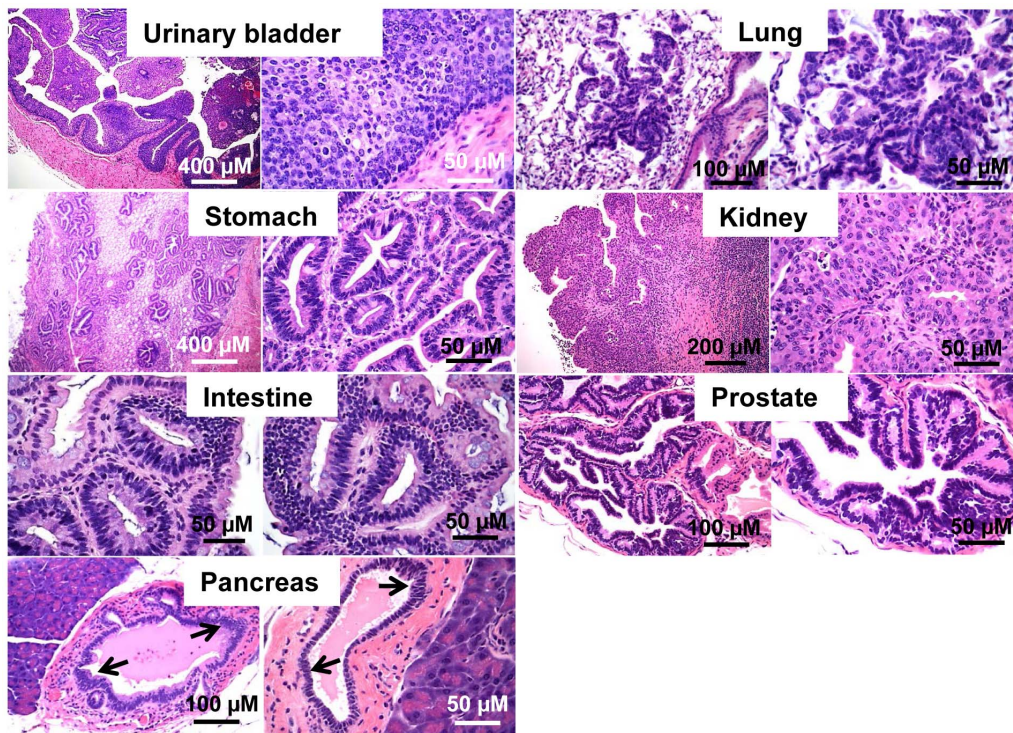 Urinary bladder
400 µM
50 µM
Lung
100 µM
50 µM
Stomach
400 µM
50 µM
Kidney
200 µM
50 µM
Intestine
50 µM
50 µM
Prostate
100 µM
50 µM
Pancreas
100 µM
50 µM